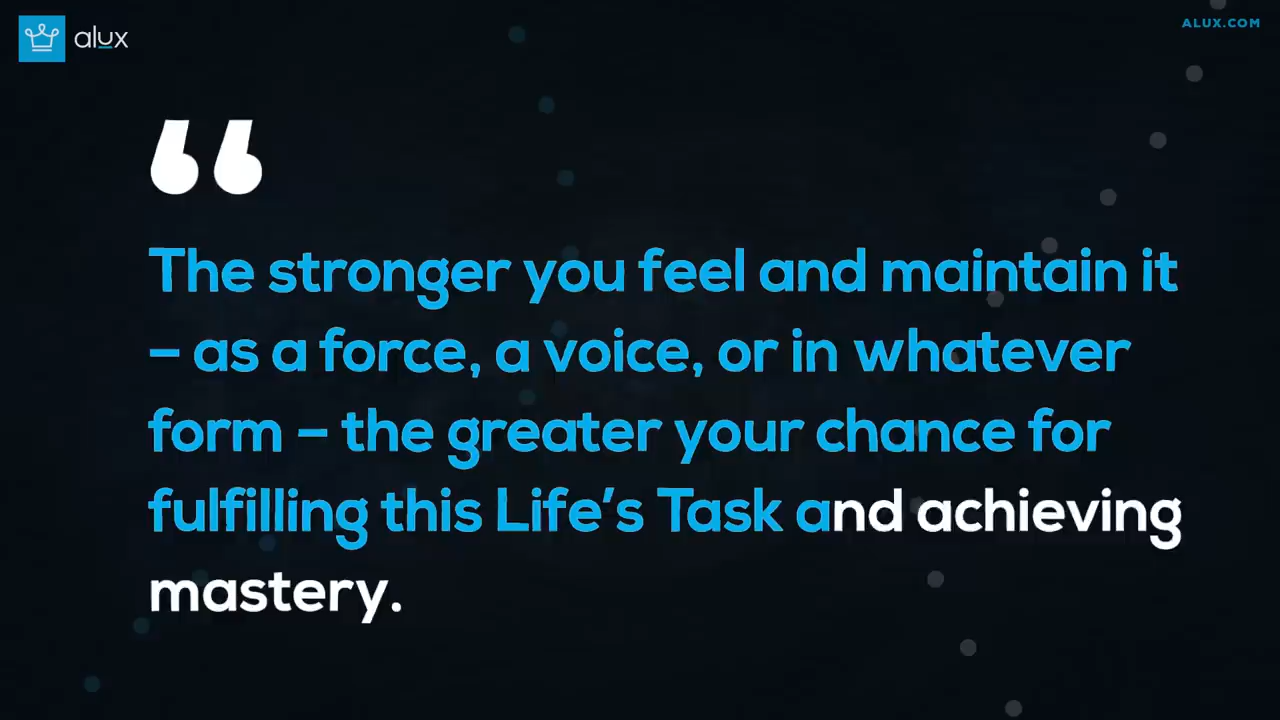 alux
ALUX.COM
“
The stronger you feel and maintain it
– as a force, a voice, or in whatever
form – the greater your chance for
fulfilling this Life’s Task and achieving
mastery.